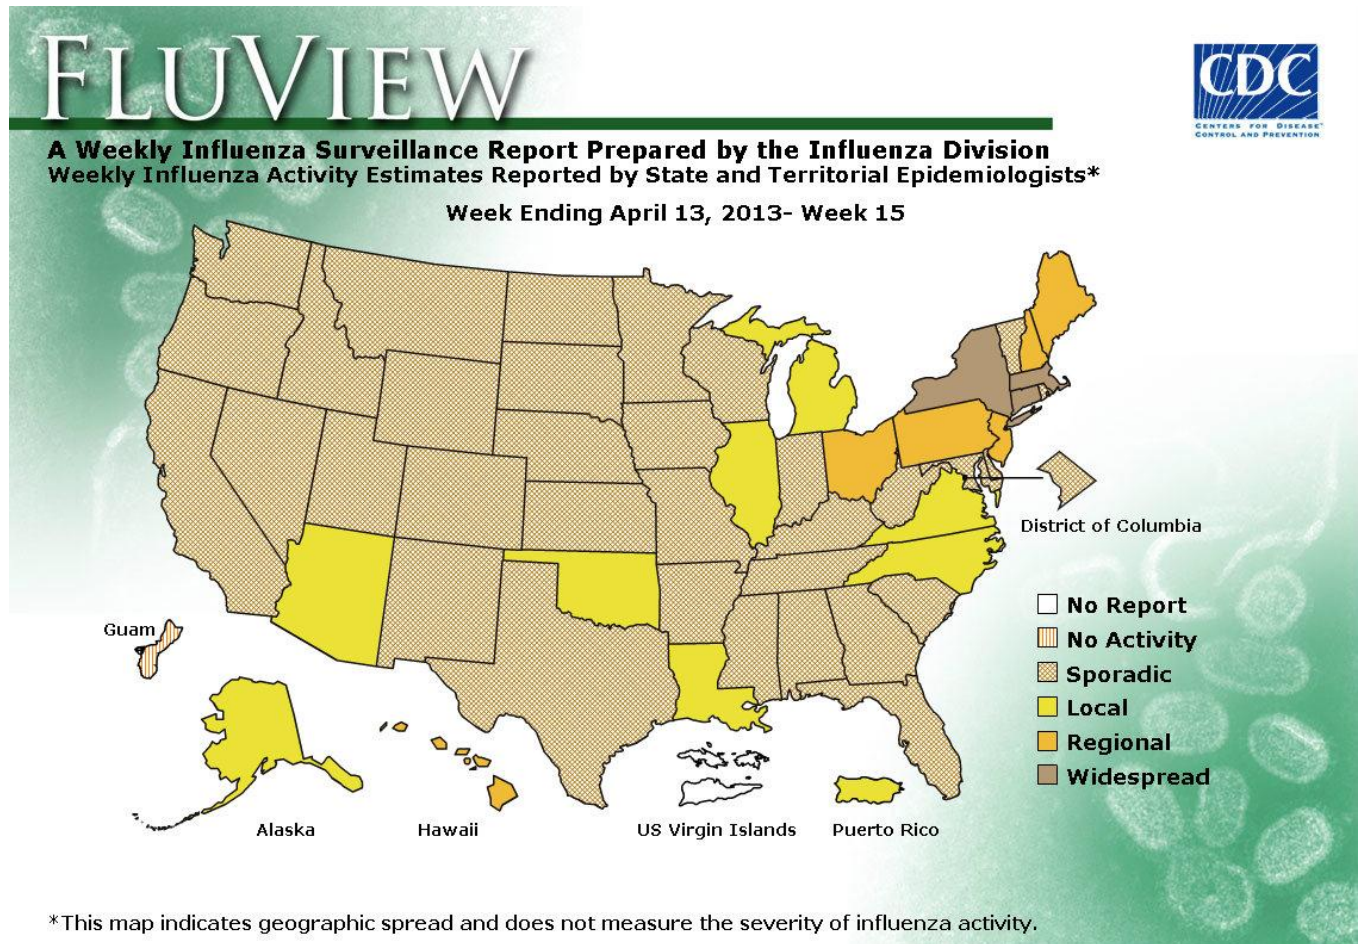 FLUVIEW
CDC
CENTERS FOR DISEASE
CONTROL AND PREVENTION
A Weekly Influenza Surveillance Report Prepared by the Influenza Division
Weekly Influenza Activity Estimates Reported by State and Territorial Epidemiologists*
Week Ending April 13, 2013- Week 15
District of Columbia
No Report
No Activity
Sporadic
Local
Regional
Widespread
Guam
Alaska
Hawaii
US Virgin Islands
Puerto Rico
*This map indicates geographic spread and does not measure the severity of influenza activity.